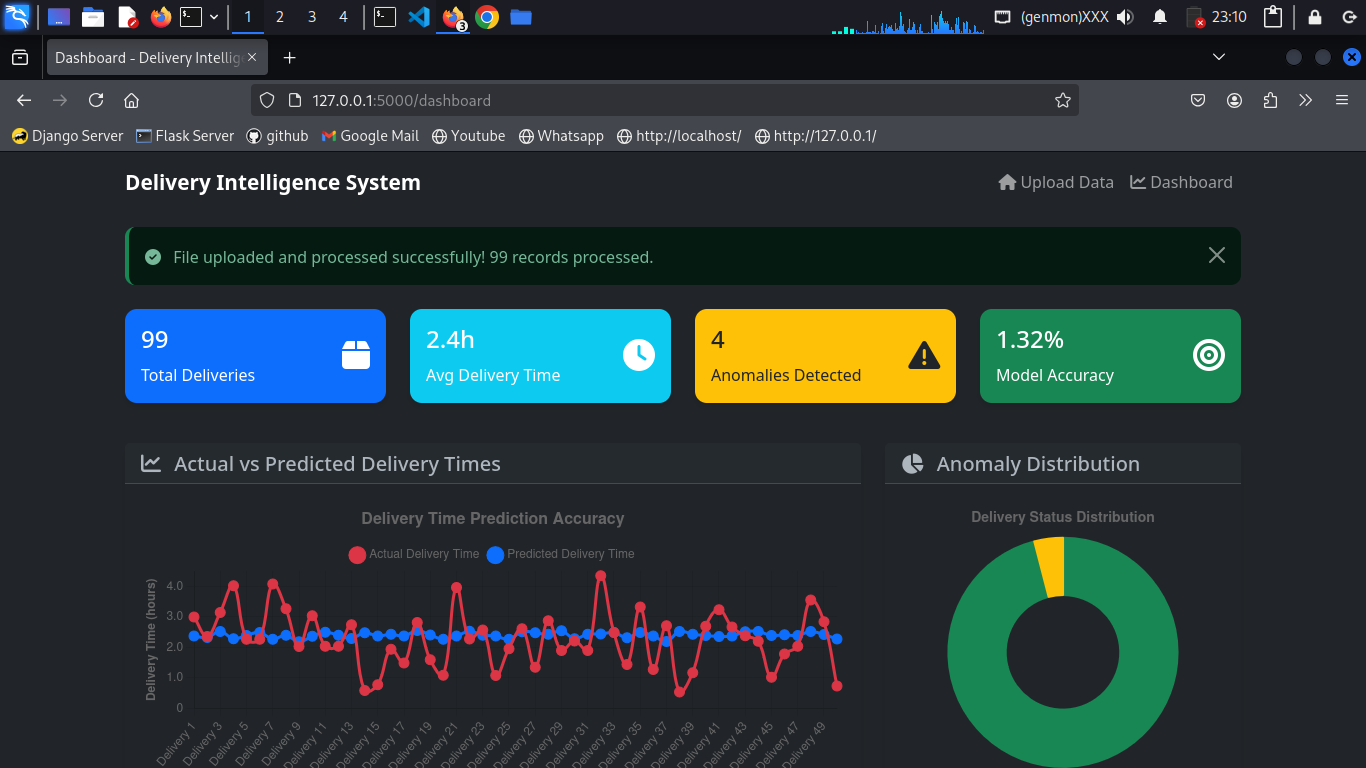 1 2 3 4 3 (genmon)XXX 23:10
Dashboard - Delivery Intellig
127.0.0.1:5000/dashboard
Django Server Flask Server github Google Mail Youtube Whatsapp http://localhost/ http://127.0.0.1/
Delivery Intelligence System Upload Data Dashboard
File uploaded and processed successfully! 99 records processed.
99
Total Deliveries
2.4h
Avg Delivery Time
4
Anomalies Detected
1.32%
Model Accuracy
Actual vs Predicted Delivery Times
Delivery Time Prediction Accuracy
Actual Delivery Time Predicted Delivery Time
Delivery Time (hours)
4.0
3.0
2.0
1.0
0
Delivery 1 Delivery 3 Delivery 5 Delivery 7 Delivery 9 Delivery 11 Delivery 13 Delivery 15 Delivery 17 Delivery 19 Delivery 21 Delivery 23 Delivery 25 Delivery 27 Delivery 29 Delivery 31 Delivery 33 Delivery 35 Delivery 37 Delivery 39 Delivery 41 Delivery 43 Delivery 45 Delivery 47 Delivery 49
Anomaly Distribution
Delivery Status Distribution